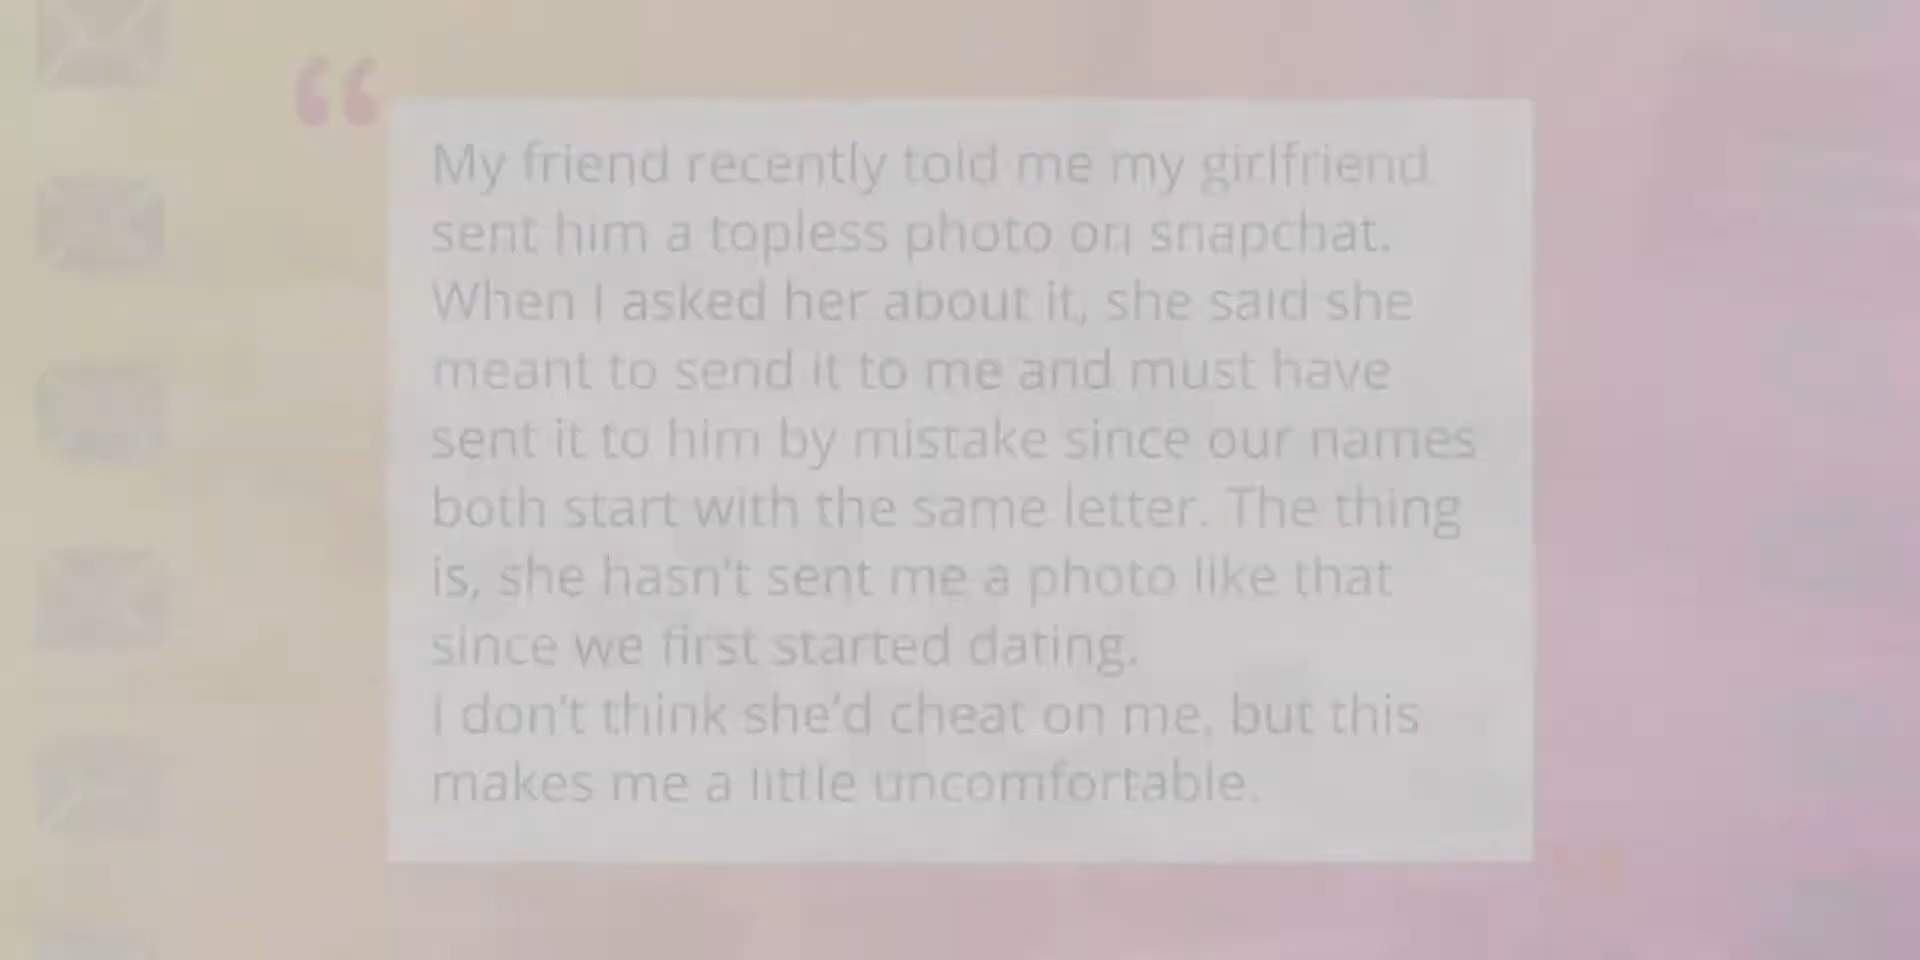 “
My friend recently told me my girlfriend
sent him a topless photo on snapchat.
When I asked her about it, she said she
meant to send it to me and must have
sent it to him by mistake since our names
both start with the same letter. The thing
is, she hasn't sent me a photo like that
since we first started dating.
I don't think she'd cheat on me, but this
makes me a little uncomfortable.